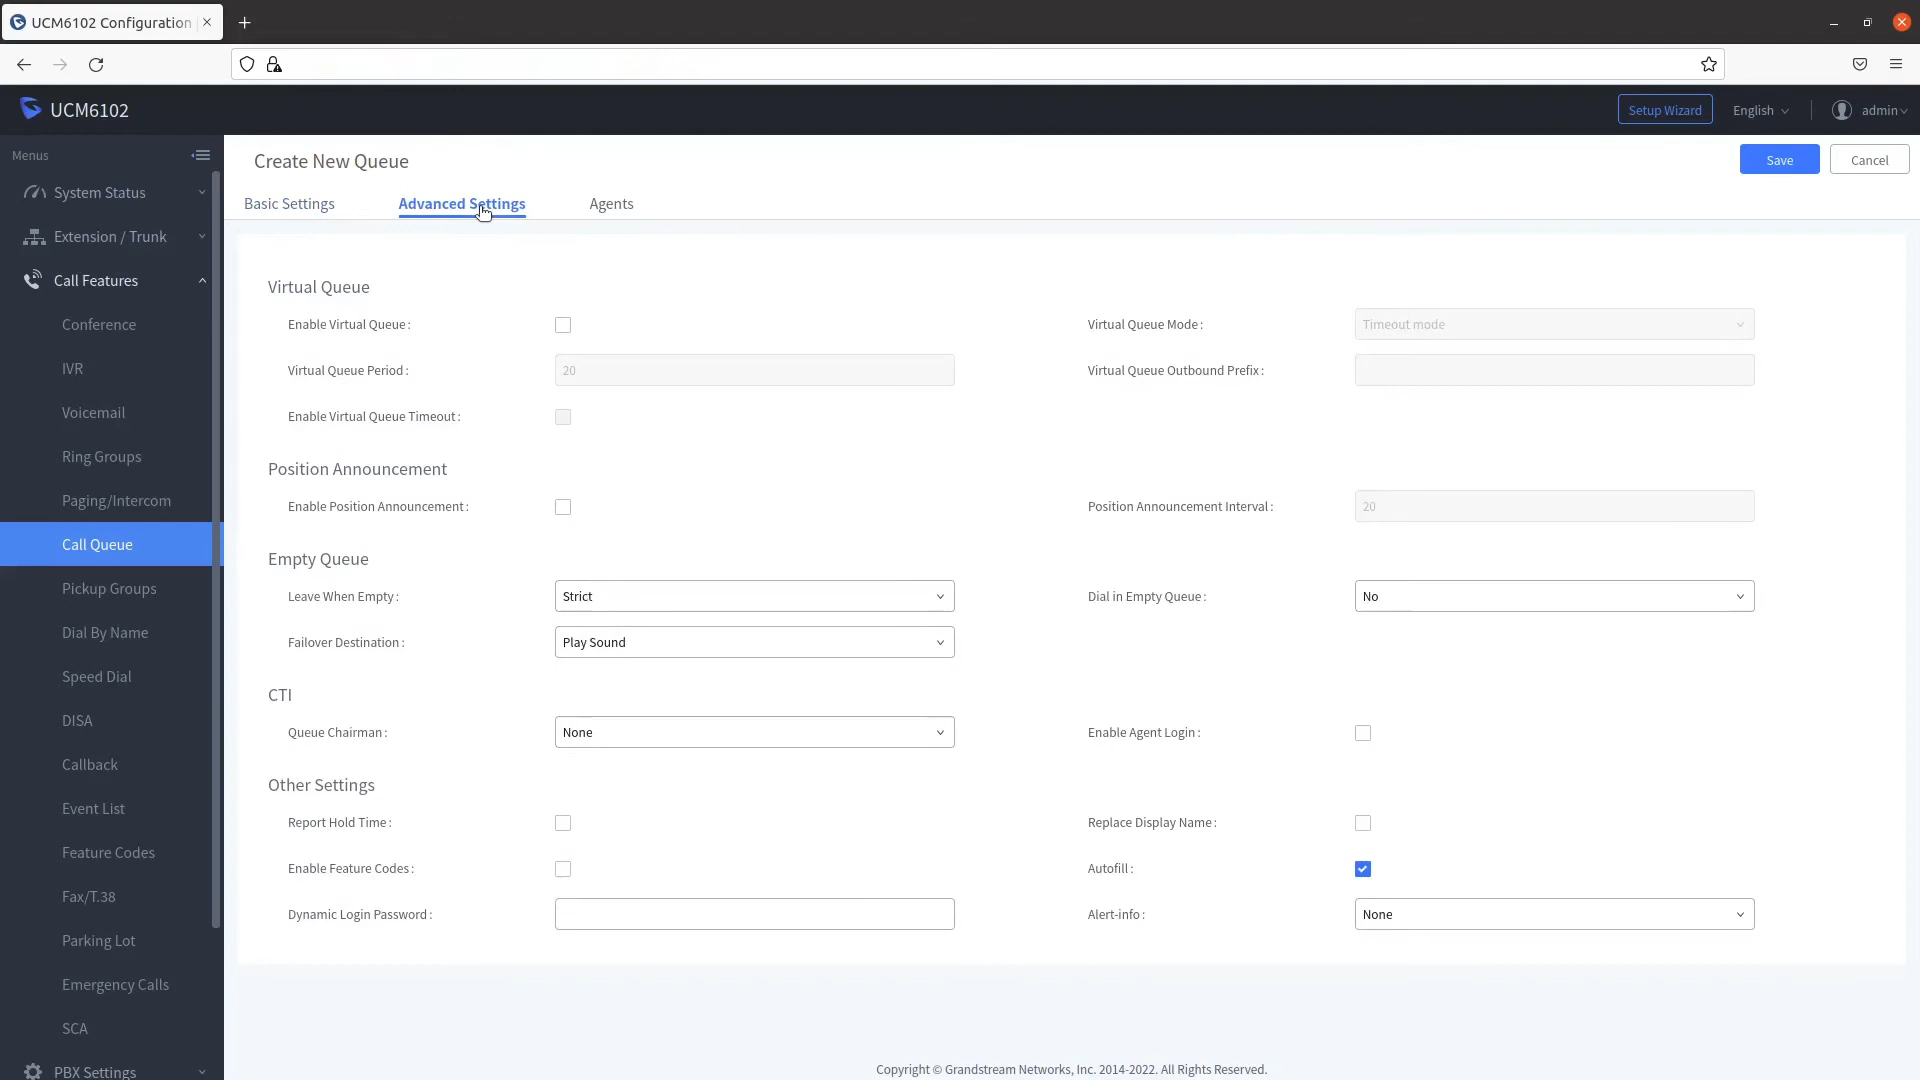 UCM6102 Configuration
UCM6102
Setup Wizard
English
admin
Menus
System Status
Extension / Trunk
Call Features
Conference
IVR
Voicemail
Ring Groups
Paging/Intercom
Call Queue
Pickup Groups
Dial By Name
Speed Dial
DISA
Callback
Event List
Feature Codes
Fax/T.38
Parking Lot
Emergency Calls
SCA
PBX Settings
Create New Queue
Save
Cancel
Basic Settings
Advanced Settings
Agents
Virtual Queue
Enable Virtual Queue :
Virtual Queue Mode :
Timeout mode
Virtual Queue Period :
20
Virtual Queue Outbound Prefix :
Enable Virtual Queue Timeout :
Position Announcement
Enable Position Announcement :
Position Announcement Interval :
20
Empty Queue
Leave When Empty :
Strict
Dial in Empty Queue :
No
Failover Destination :
Play Sound
CTI
Queue Chairman :
None
Enable Agent Login :
Other Settings
Report Hold Time :
Replace Display Name :
Enable Feature Codes :
Autofill :
Dynamic Login Password :
Alert-info :
None
Copyright © Grandstream Networks, Inc. 2014-2022. All Rights Reserved.